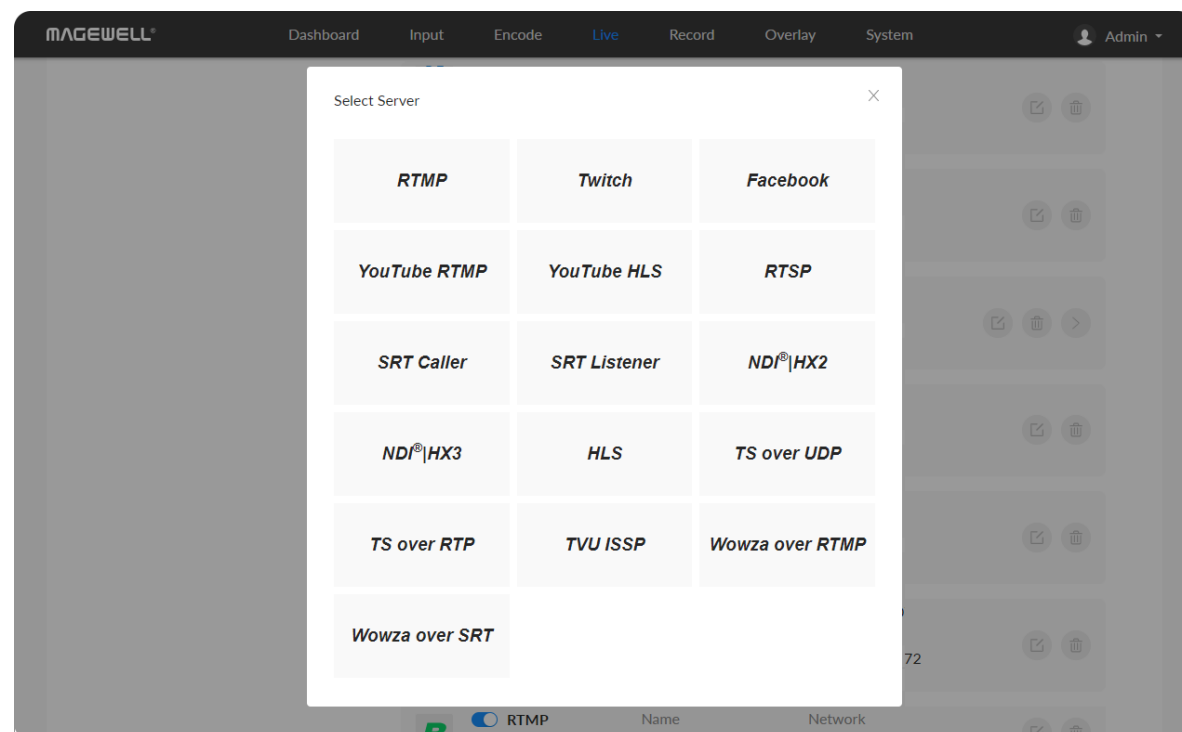 MAGEWELL®
Dashboard Input Encode Live Record Overlay System Admin
Select Server
RTMP Twitch Facebook
YouTube RTMP YouTube HLS RTSP
SRT Caller SRT Listener NDI®|HX2
NDI®|HX3 HLS TS over UDP
TS over RTP TVU ISSP Wowza over RTMP
Wowza over SRT
72
RTMP Name Network